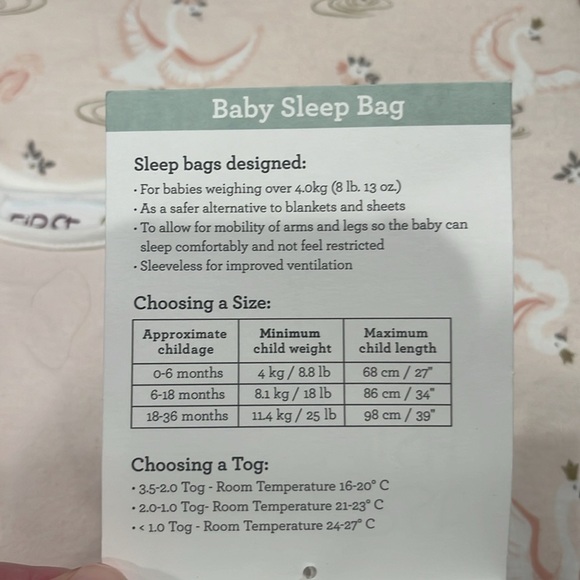 Baby Sleep Bag
Sleep bags designed:
· For babies weighing over 4.0kg (8 lb. 13 oz.)
· As a safer alternative to blankets and sheets
· To allow for mobility of arms and legs so the baby can
sleep comfortably and not feel restricted
· Sleeveless for improved ventilation
Choosing a Size:
Approximate childage Minimum child weight Maximum child length
0-6 months 4 kg / 8.8 lb 68 cm / 27"
6-18 months 8.1 kg / 18 lb 86 cm / 34"
18-36 months 11.4 kg / 25 lb 98 cm / 39"
Choosing a Tog:
· 3.5-2.0 Tog - Room Temperature 16-20° C
· 2.0-1.0 Tog- Room Temperature 21-23° C
· < 1.0 Tog - Room Temperature 24-27° C